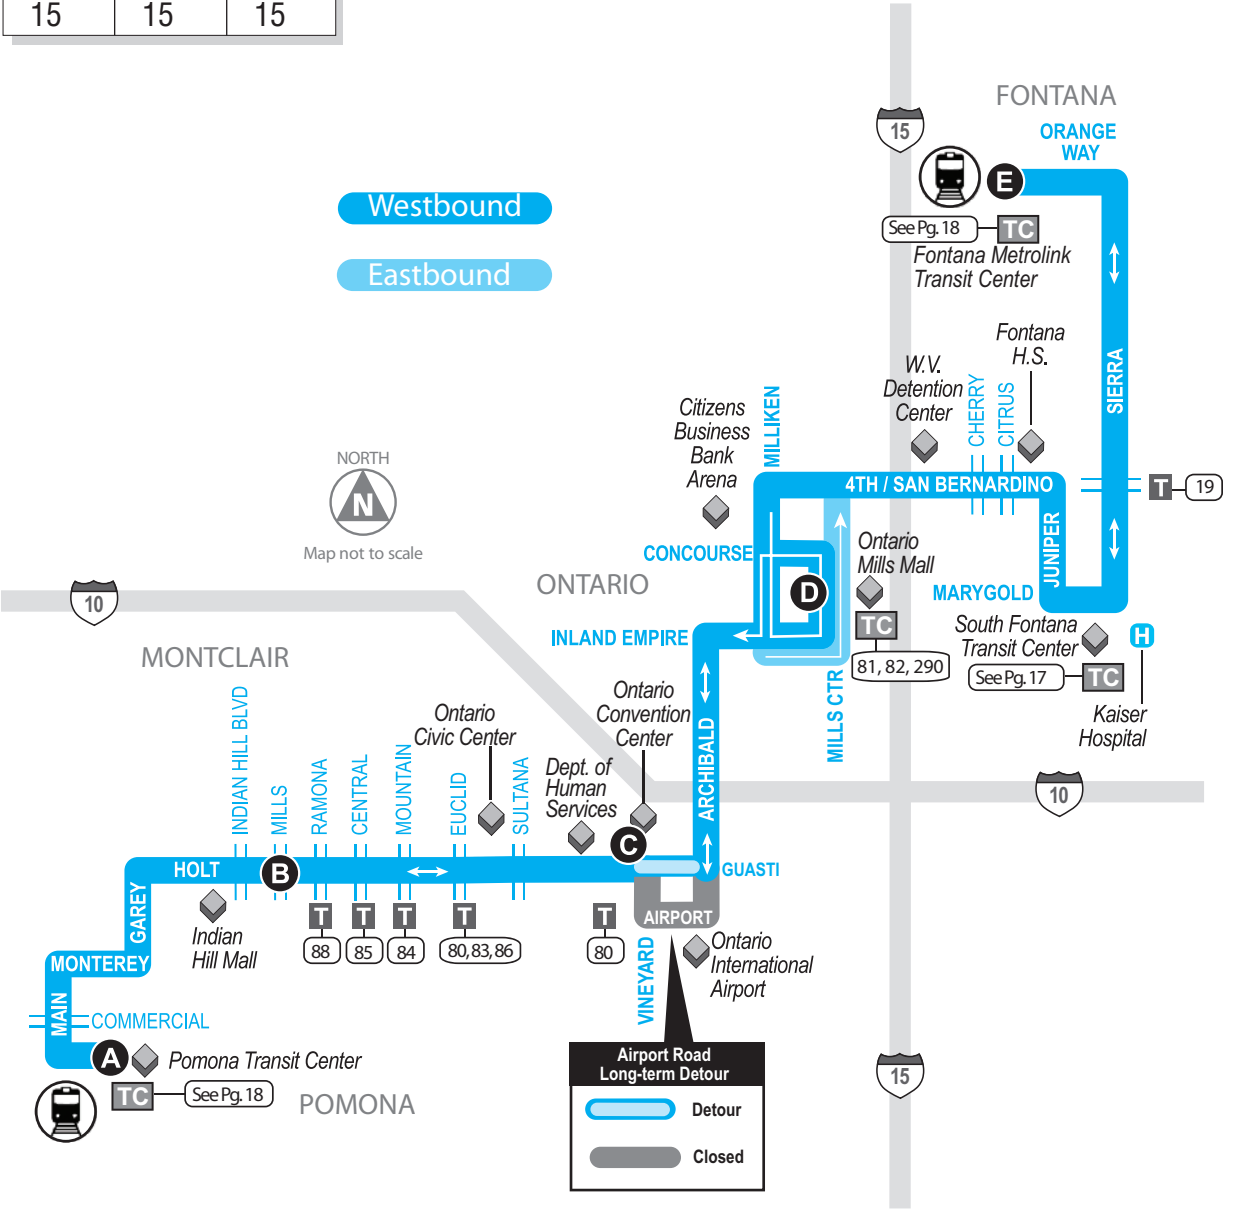 15 15 15
FONTANA
15
ORANGE
WAY
E
Westbound
See Pg. 18
TC
Fontana Metrolink
Transit Center
Eastbound
Fontana
H.S.
SIERRA
W.V.
Detention
Center
CHERRY
CITRUS
MILLIKEN
Citizens
Business
Bank
Arena
NORTH
N
Map not to scale
4TH / SAN BERNARDINO
T
19
JUNIPER
CONCOURSE
Ontario
Mills Mall
ONTARIO
D
MARYGOLD
10
TC
INLAND EMPIRE
South Fontana
Transit Center
H
MONTCLAIR
81, 82, 290
See Pg. 17
TC
Kaiser
Hospital
MILLS CTR
INDIAN HILL BLVD
MILLS
RAMONA
CENTRAL
MOUNTAIN
EUCLID
SULTANA
Ontario
Civic Center
Ontario
Convention
Center
ARCHIBALD
Dept. of
Human
Services
10
C
HOLT
B
GUASTI
GAREY
Indian
Hill Mall
T
88
T
85
T
84
T
80, 83, 86
T
80
AIRPORT
VINEYARD
Ontario
International
Airport
MONTEREY
MAIN
COMMERCIAL
A
Pomona Transit Center
TC
See Pg. 18
POMONA
Airport Road
Long-term Detour
Detour
Closed
15